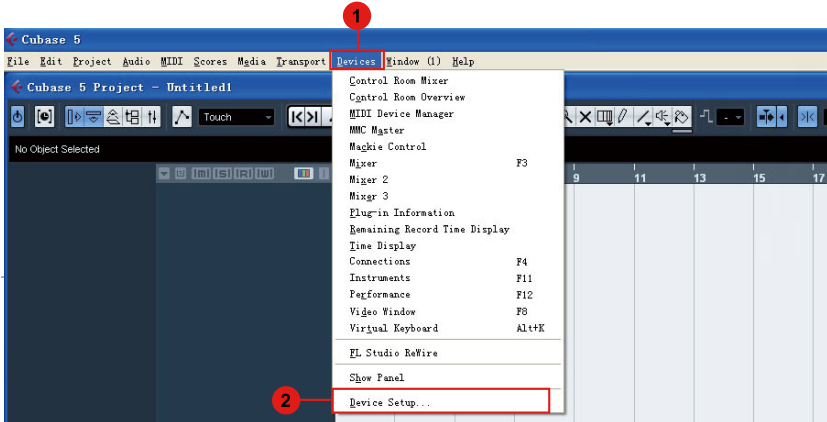 1
Cubase 5
File Edit Project Audio MIDI Scores Media Transport Devices Window (1) Help
Cubase 5 Project - Untitled1
Touch
No Object Selected
[m] [S] [R] [W]
9 11 13 15 17
Control Room Mixer
Control Room Overview
MIDI Device Manager
MMC Master
Mackie Control
Mixer F3
Mixer 2
Mixer 3
Plug-in Information
Remaining Record Time Display
Time Display
Connections F4
Instruments F11
Performance F12
Video Window F8
Virtual Keyboard Alt+K
FL Studio ReWire
Show Panel
2
Device Setup...